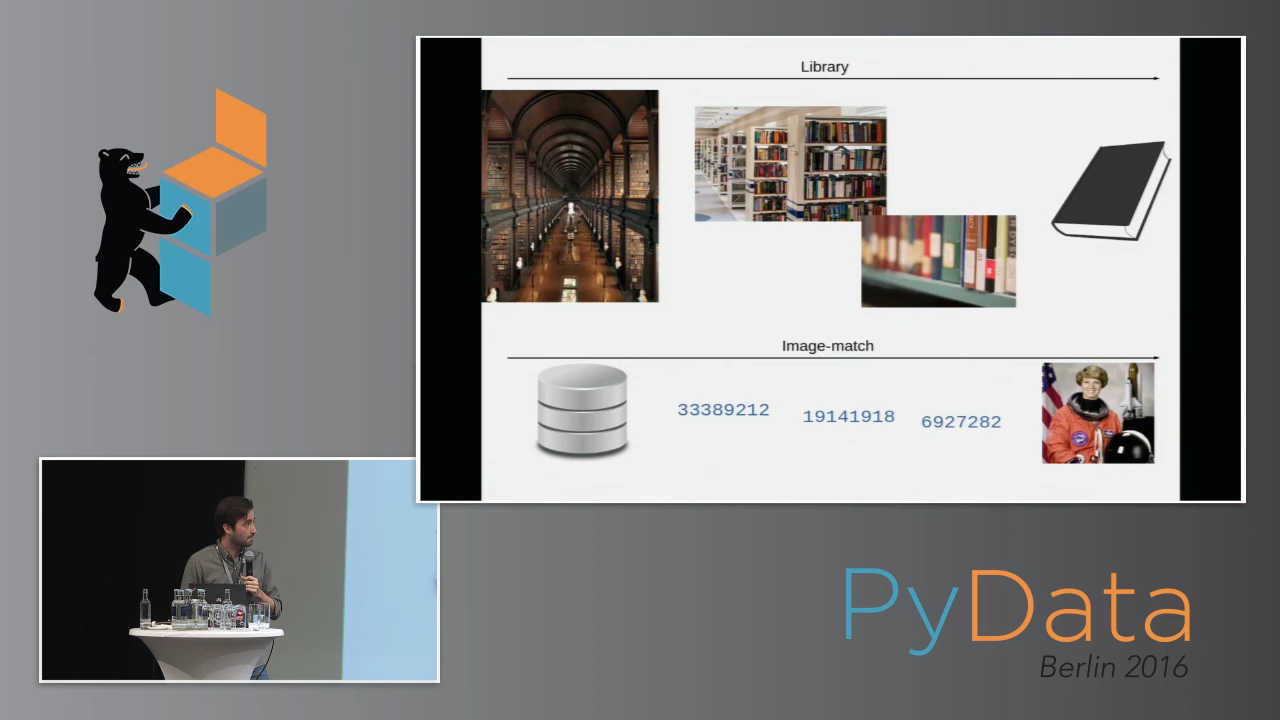 Library
Image-match
33389212
19141918
6927282
PyData
Berlin 2016